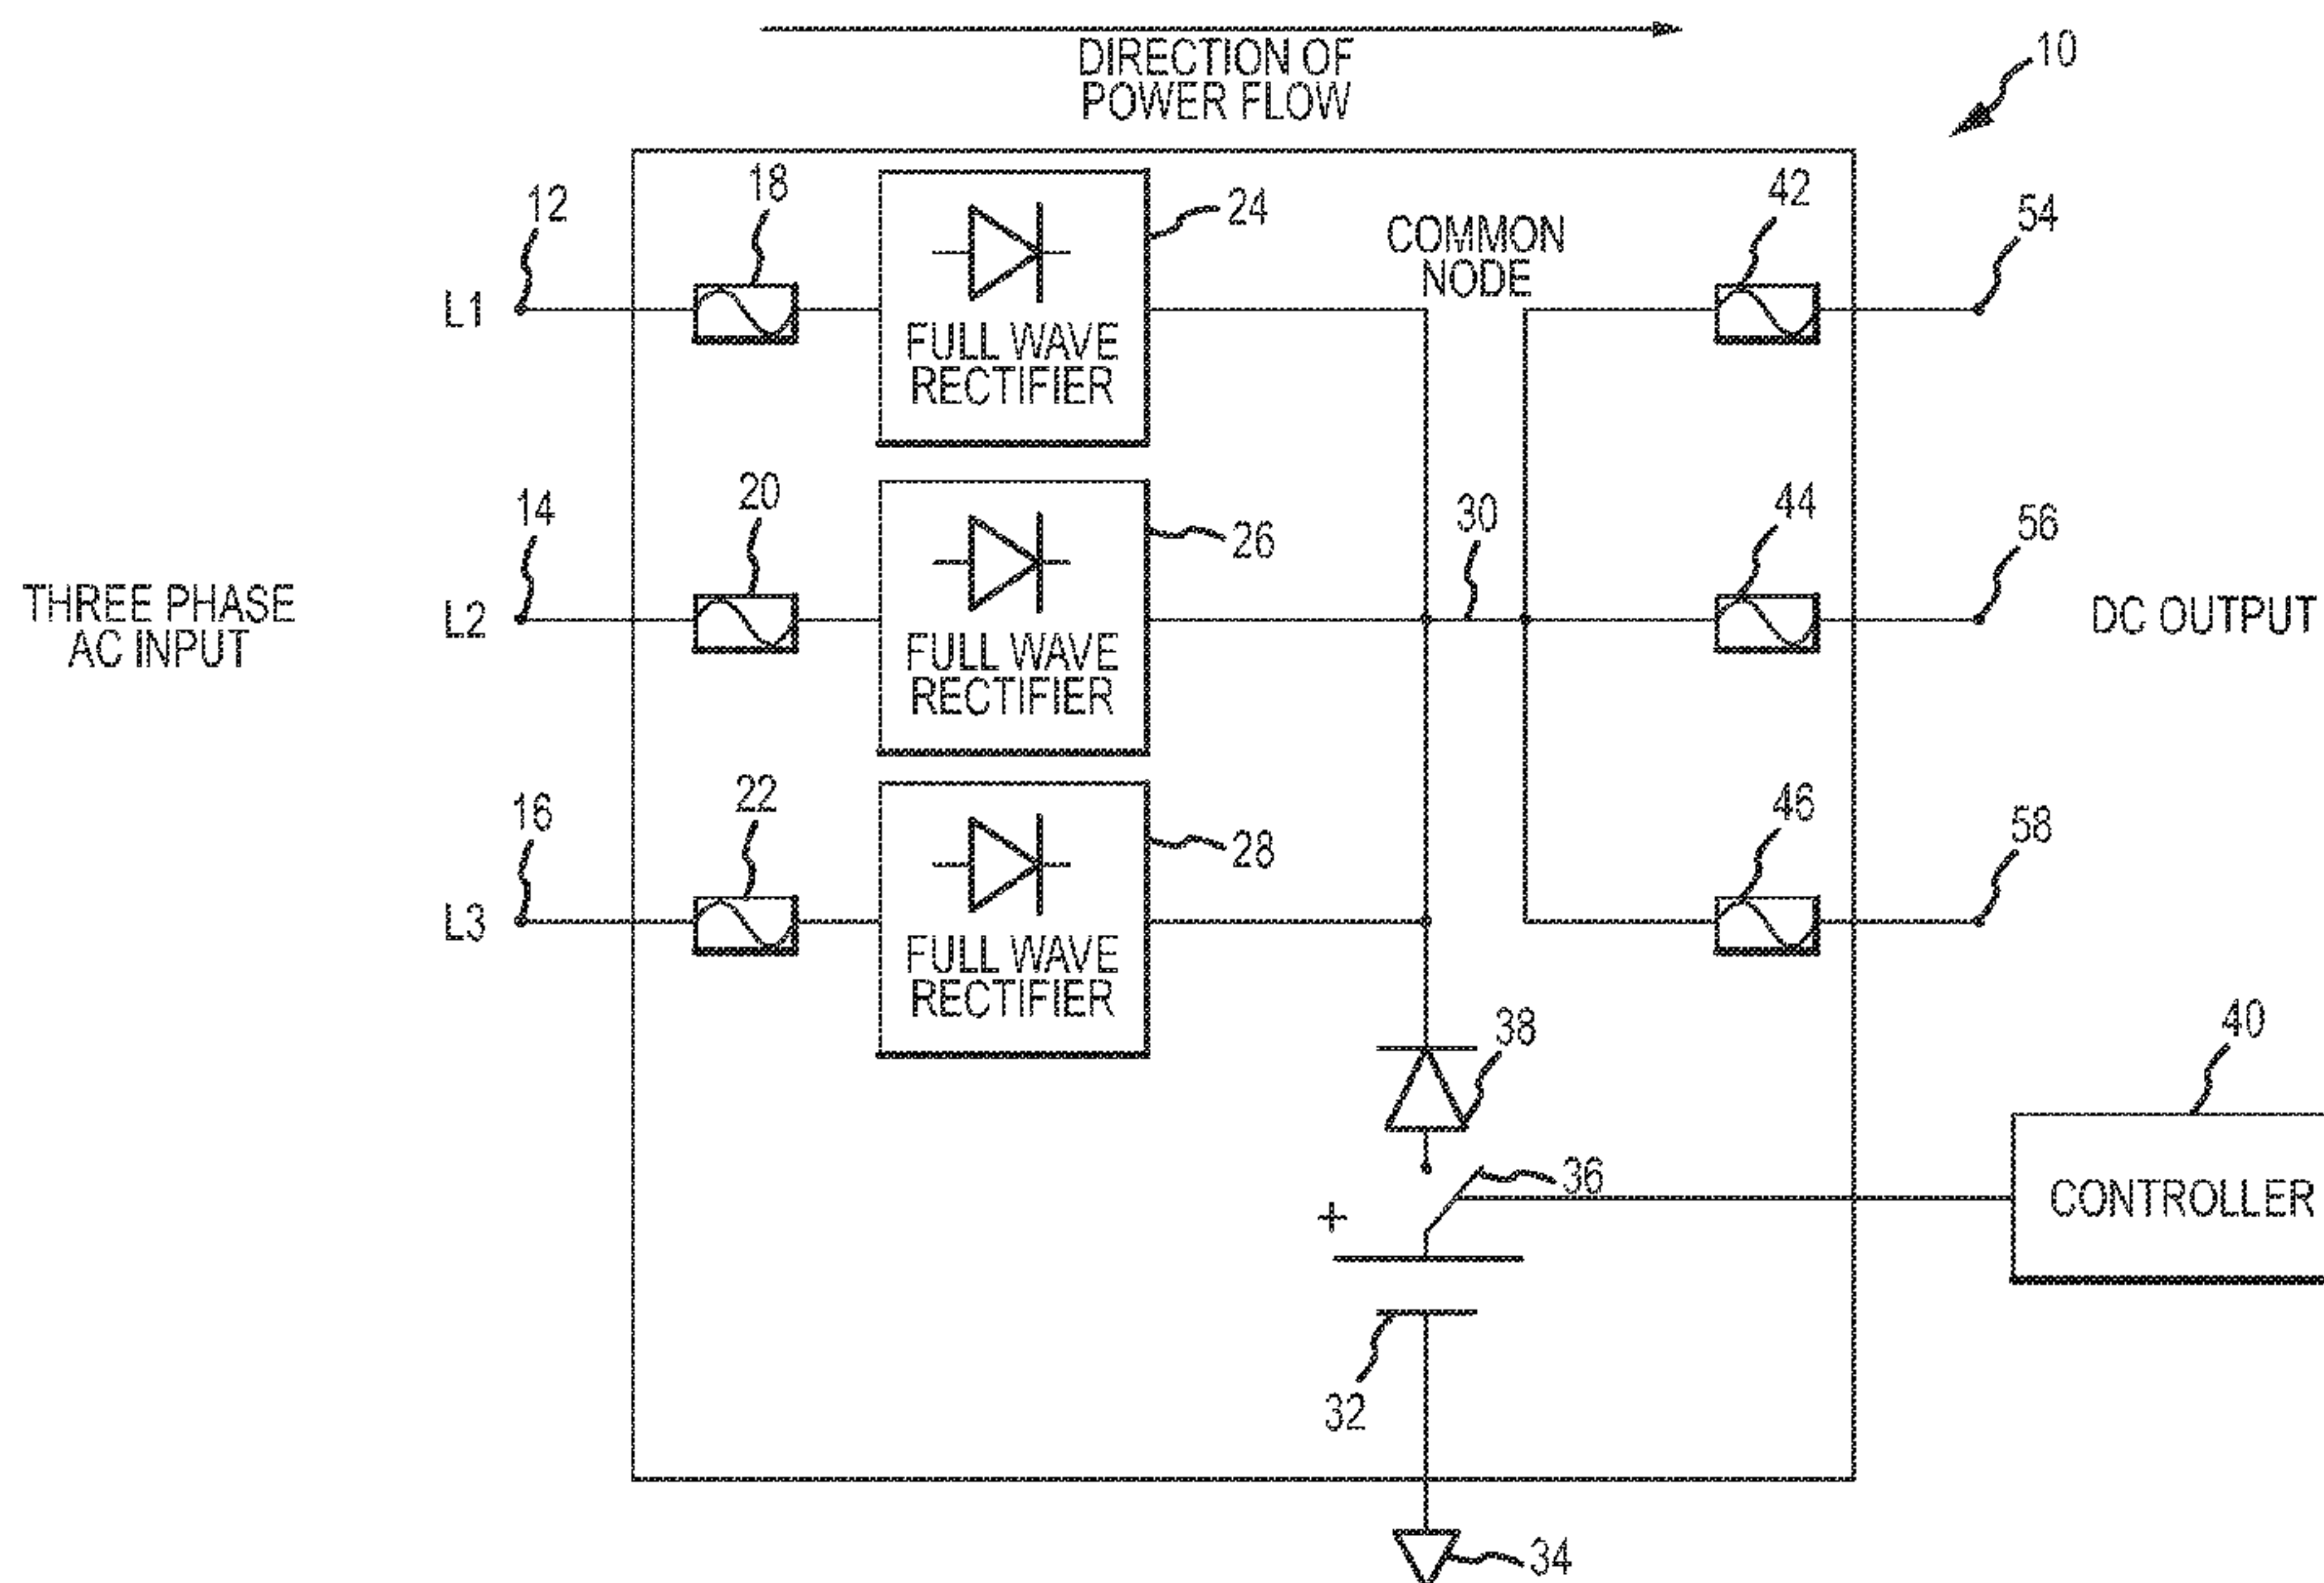 DIRECTION OF
POWER FLOW
10
12
18
24
COMMON
NODE
42
54
L1
FULL WAVE
RECTIFIER
14
20
26
30
44
56
THREE PHASE
AC INPUT
L2
FULL WAVE
RECTIFIER
DC OUTPUT
16
22
28
46
58
L3
FULL WAVE
RECTIFIER
38
40
36
CONTROLLER
+
32
34